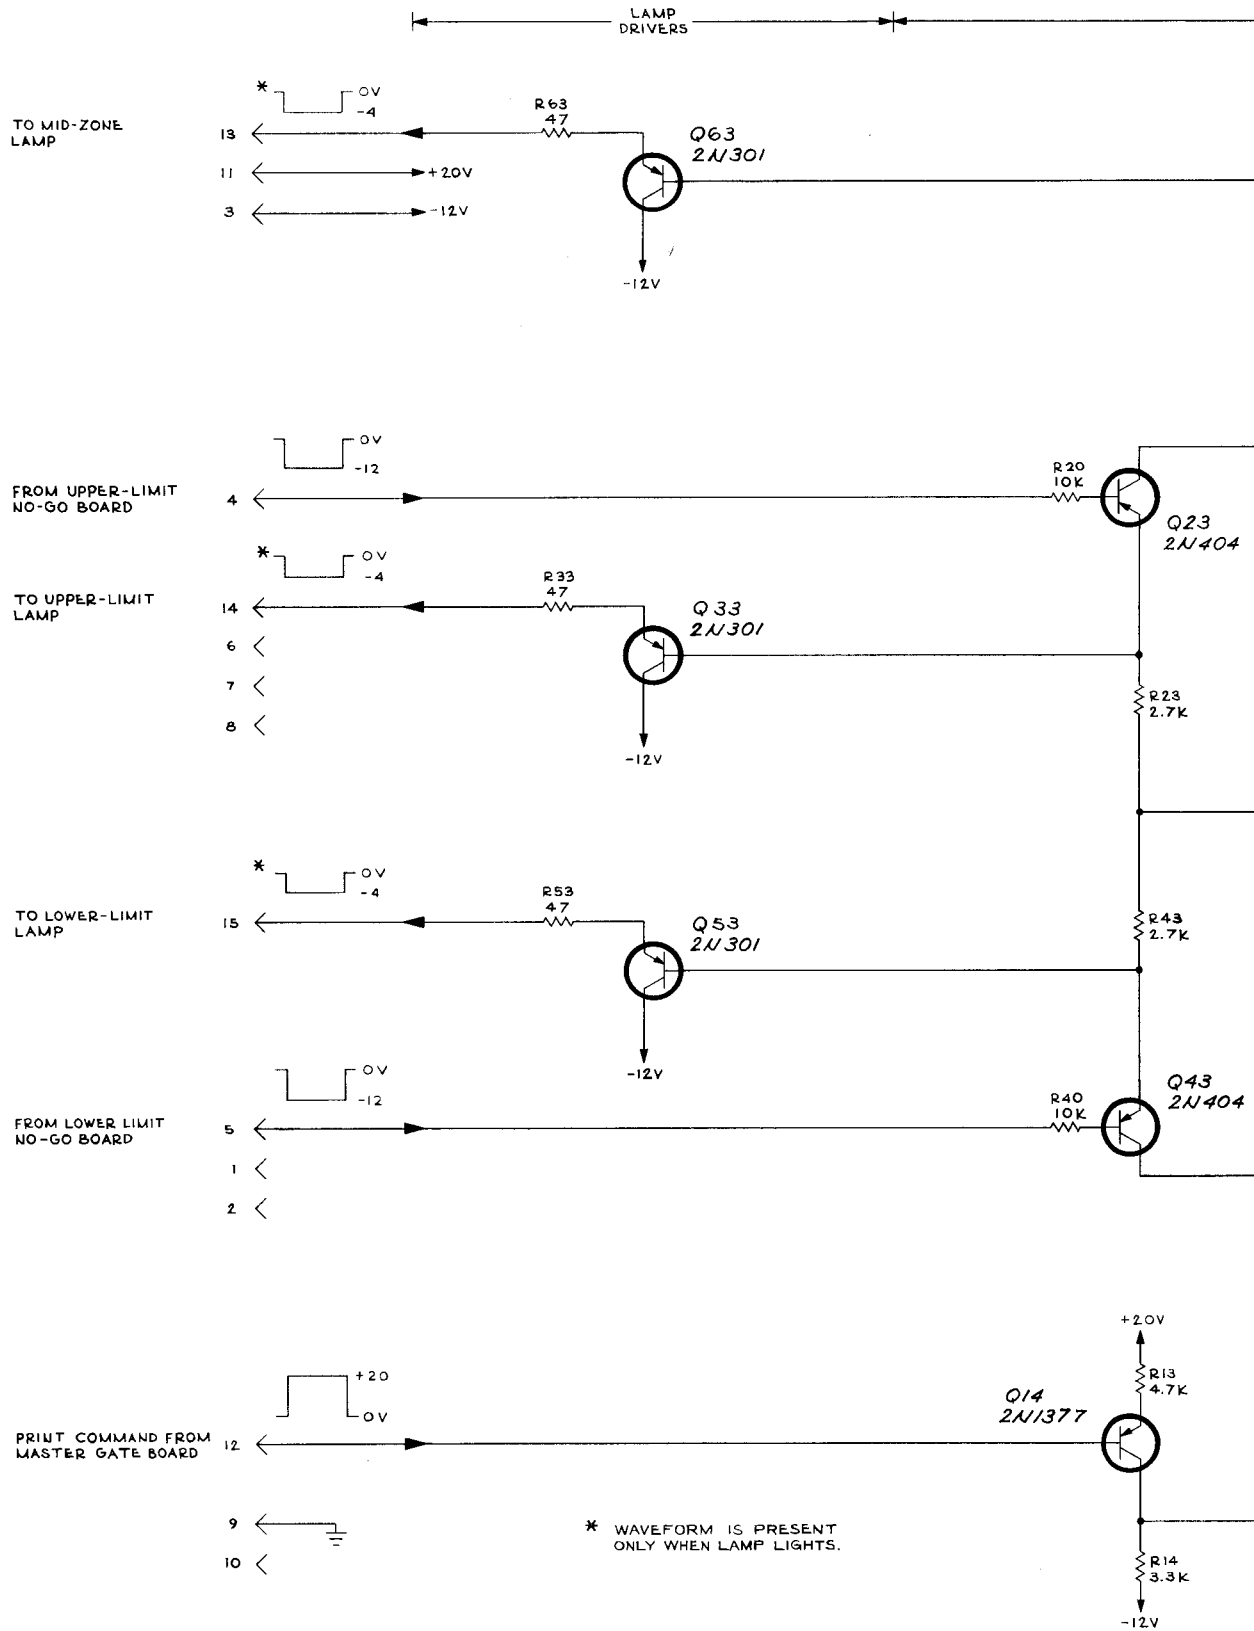 LAMP
DRIVERS
* 0V
-4
TO MID-ZONE
LAMP
13
R63
47
Q63
2N301
11
+20V
3
-12V
-12V
0V
-12
FROM UPPER-LIMIT
NO-GO BOARD
4
R20
10K
Q23
2N404
* 0V
-4
TO UPPER-LIMIT
LAMP
14
R33
47
Q33
2N301
6
7
8
R23
2.7K
-12V
* 0V
-4
TO LOWER-LIMIT
LAMP
15
R53
47
Q53
2N301
R43
2.7K
-12V
0V
-12
FROM LOWER LIMIT
NO-GO BOARD
5
R40
10K
Q43
2N404
1
2
+20V
R13
4.7K
+20
0V
Q14
2N1377
PRINT COMMAND FROM
MASTER GATE BOARD
12
9
10
* WAVEFORM IS PRESENT
ONLY WHEN LAMP LIGHTS.
R14
3.3K
-12V